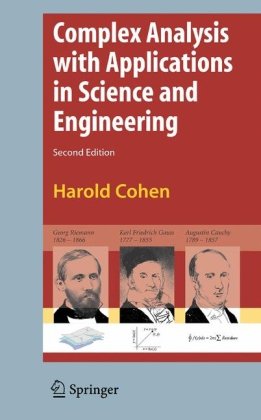 Complex Analysis
with Applications
in Science and
Engineering
Second Edition
Harold Cohen
Georg Riemann Karl Friedrich Gauss Augustin Cauchy
1826 – 1866 1777 – 1855 1789 – 1857
Springer